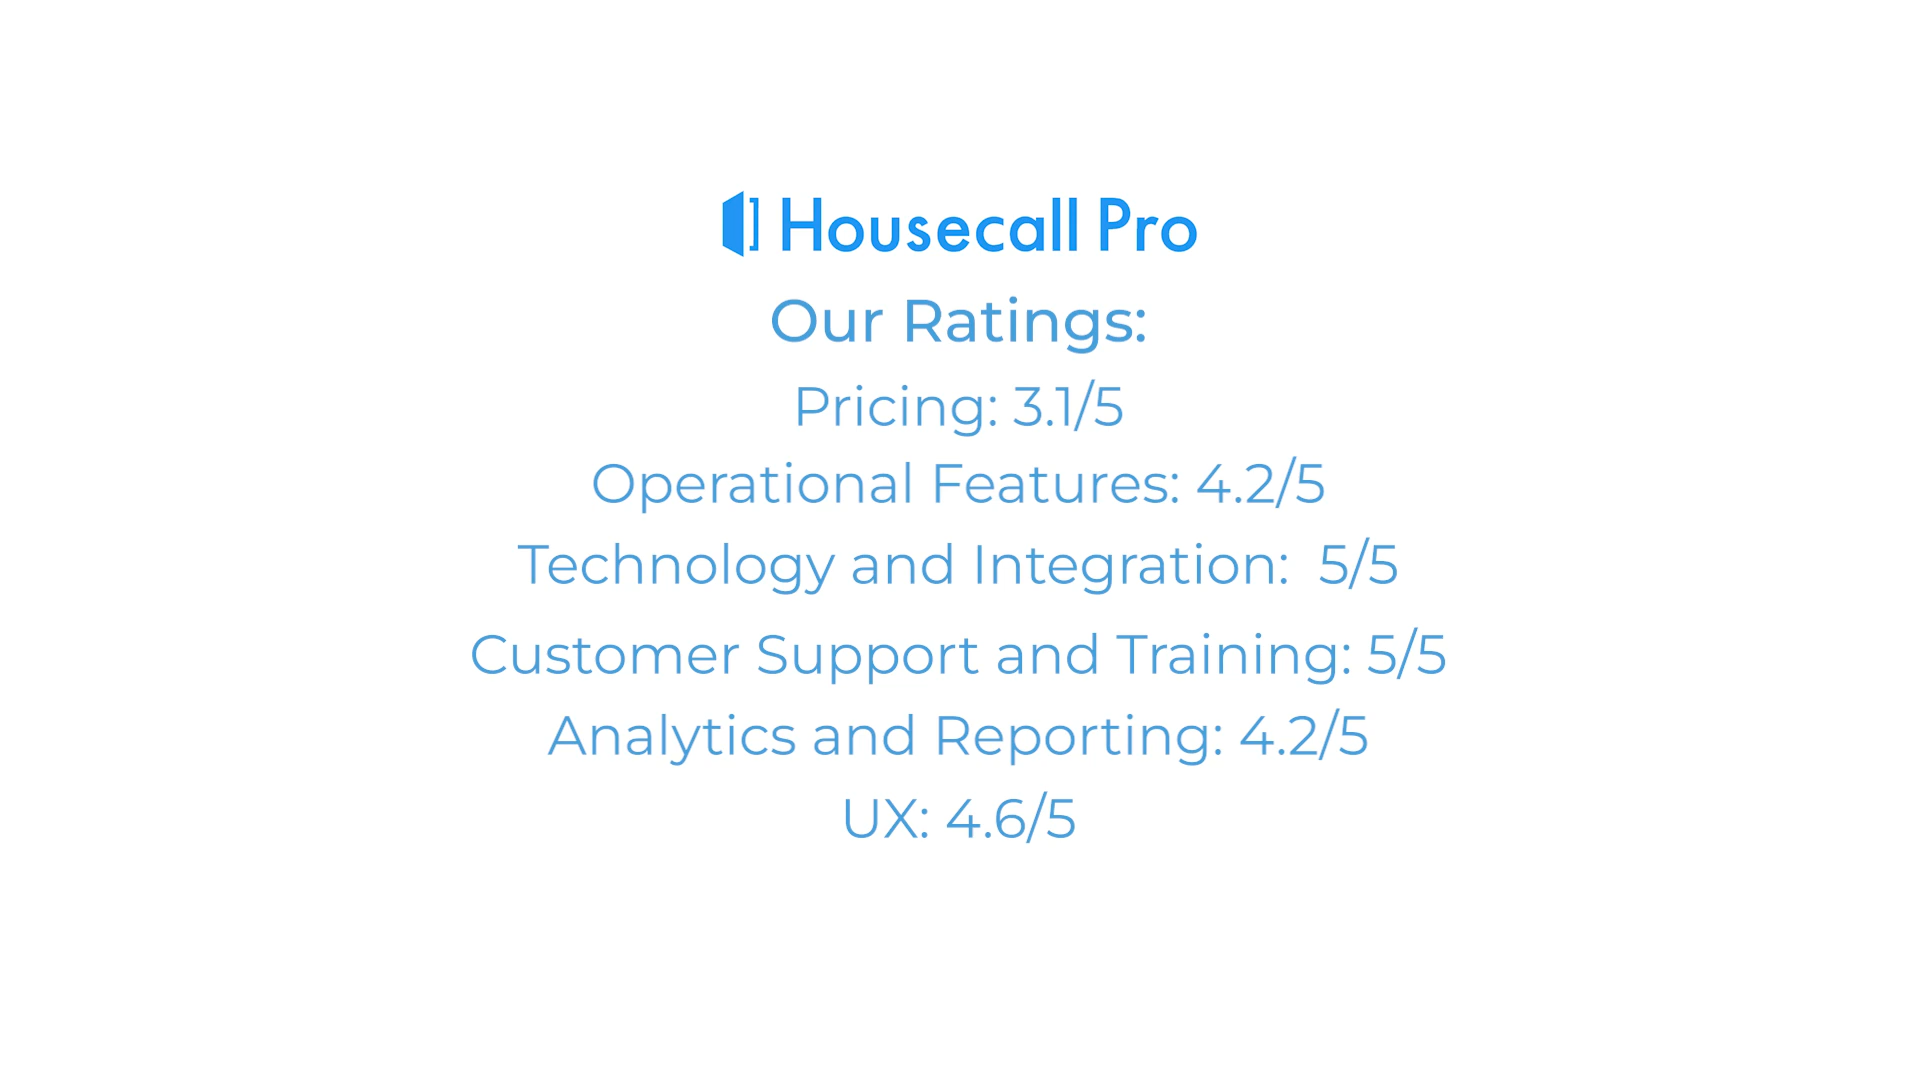 Housecall Pro
Our Ratings:
Pricing: 3.1/5
Operational Features: 4.2/5
Technology and Integration: 5/5
Customer Support and Training: 5/5
Analytics and Reporting: 4.2/5
UX: 4.6/5